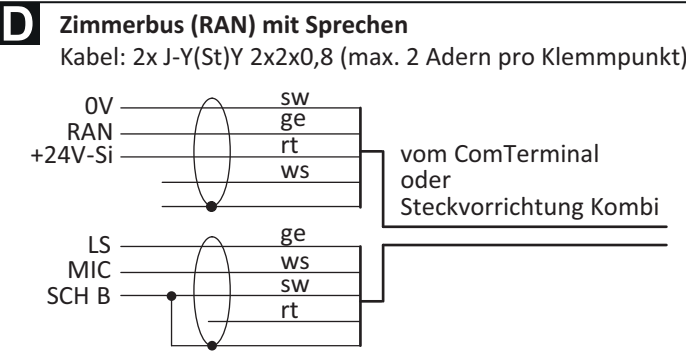 D Zimmerbus (RAN) mit Sprechen
Kabel: 2x J-Y(St)Y 2x2x0,8 (max. 2 Adern pro Klemmpunkt)
0V sw
RAN ge
+24V-Si rt
ws
vom ComTerminal
oder
Steckvorrichtung Kombi
LS ge
MIC ws
SCH B sw
rt